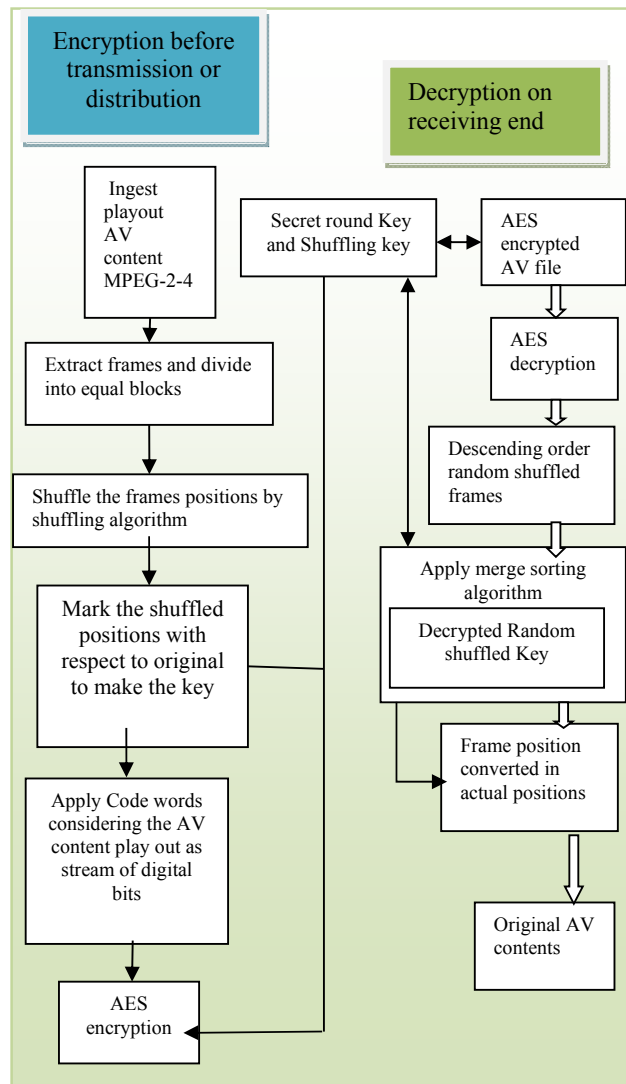 Encryption before
transmission or
distribution
Decryption on
receiving end
Ingest
playout
AV
content
MPEG-2-4
Secret round Key
and Shuffling key
AES
encrypted
AV file
Extract frames and divide
into equal blocks
AES
decryption
Shuffle the frames positions by
shuffling algorithm
Descending order
random shuffled
frames
Mark the shuffled
positions with
respect to original
to make the key
Apply merge sorting
algorithm
Decrypted Random
shuffled Key
Apply Code words
considering the AV
content play out as
stream of digital
bits
Frame position
converted in
actual positions
AES
encryption
Original AV
contents